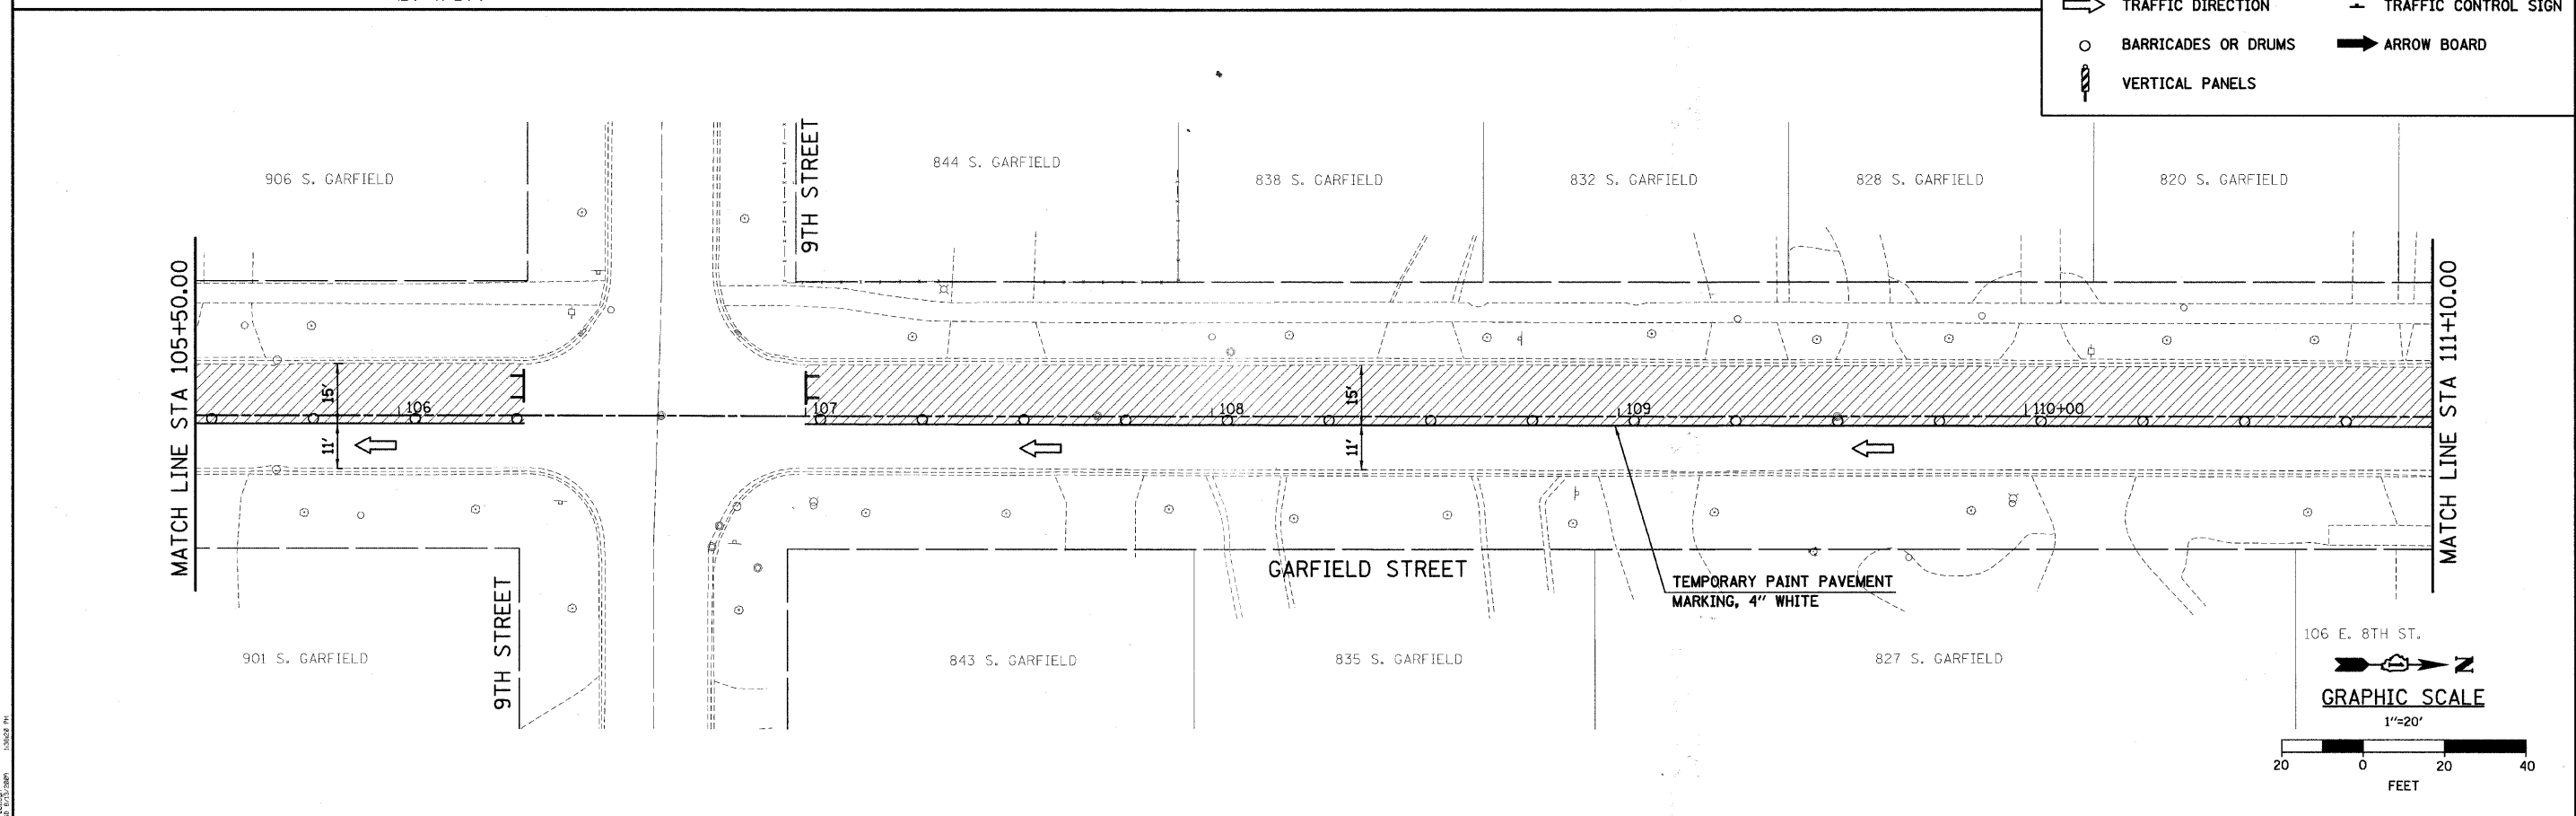 TRAFFIC DIRECTION
TRAFFIC CONTROL SIGN
BARRICADES OR DRUMS
ARROW BOARD
VERTICAL PANELS
906 S. GARFIELD
9TH STREET
844 S. GARFIELD
838 S. GARFIELD
832 S. GARFIELD
828 S. GARFIELD
820 S. GARFIELD
MATCH LINE STA 105+50.00
MATCH LINE STA 111+10.00
15'
106
107
108
15'
109
110+00
11'
11'
GARFIELD STREET
TEMPORARY PAINT PAVEMENT
MARKING, 4" WHITE
9TH STREET
901 S. GARFIELD
843 S. GARFIELD
835 S. GARFIELD
827 S. GARFIELD
106 E. 8TH ST.
N
GRAPHIC SCALE
1"=20'
20 0 20 40
FEET